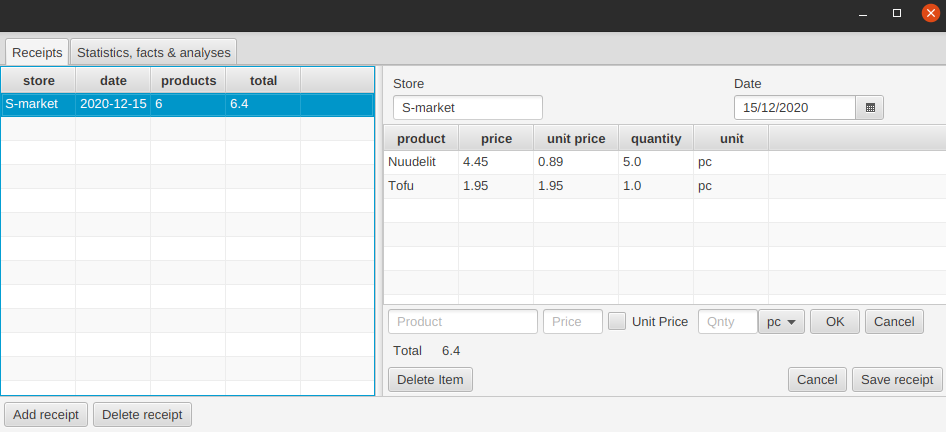 Receipts Statistics, facts & analyses
store date products total
S-market 2020-12-15 6 6.4
Add receipt Delete receipt
Store Date
S-market 15/12/2020
product price unit price quantity unit
Nuudelit 4.45 0.89 5.0 pc
Tofu 1.95 1.95 1.0 pc
Product Price Unit Price Qnty pc OK Cancel
Total 6.4
Delete Item Cancel Save receipt